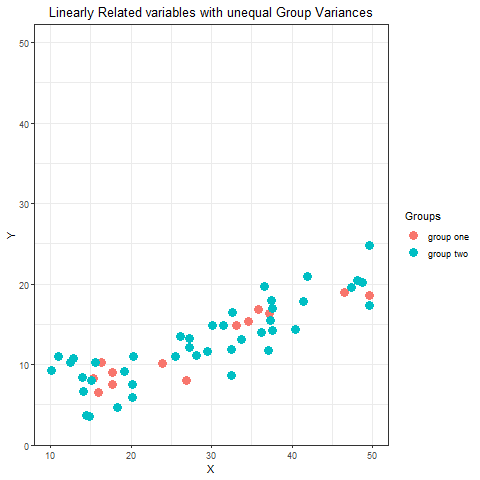 Linearly Related variables with unequal Group Variances
50
40
30
20
10
0
Y
10
20
30
40
50
X
Groups
group one
group two